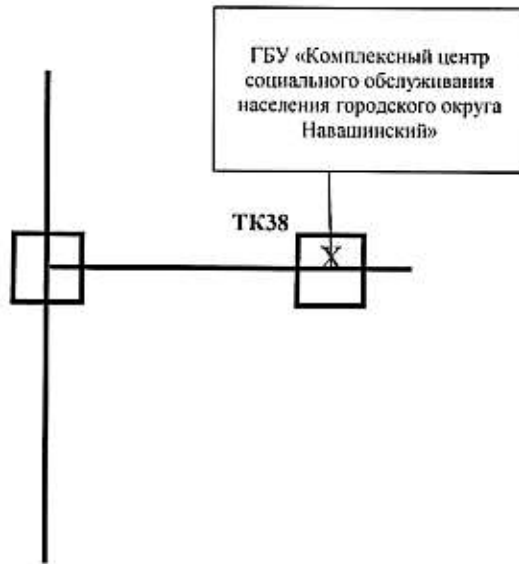 ГБУ «Комплексный центр
социального обслуживания
населения городского округа
Навашинский»
ТК38
X